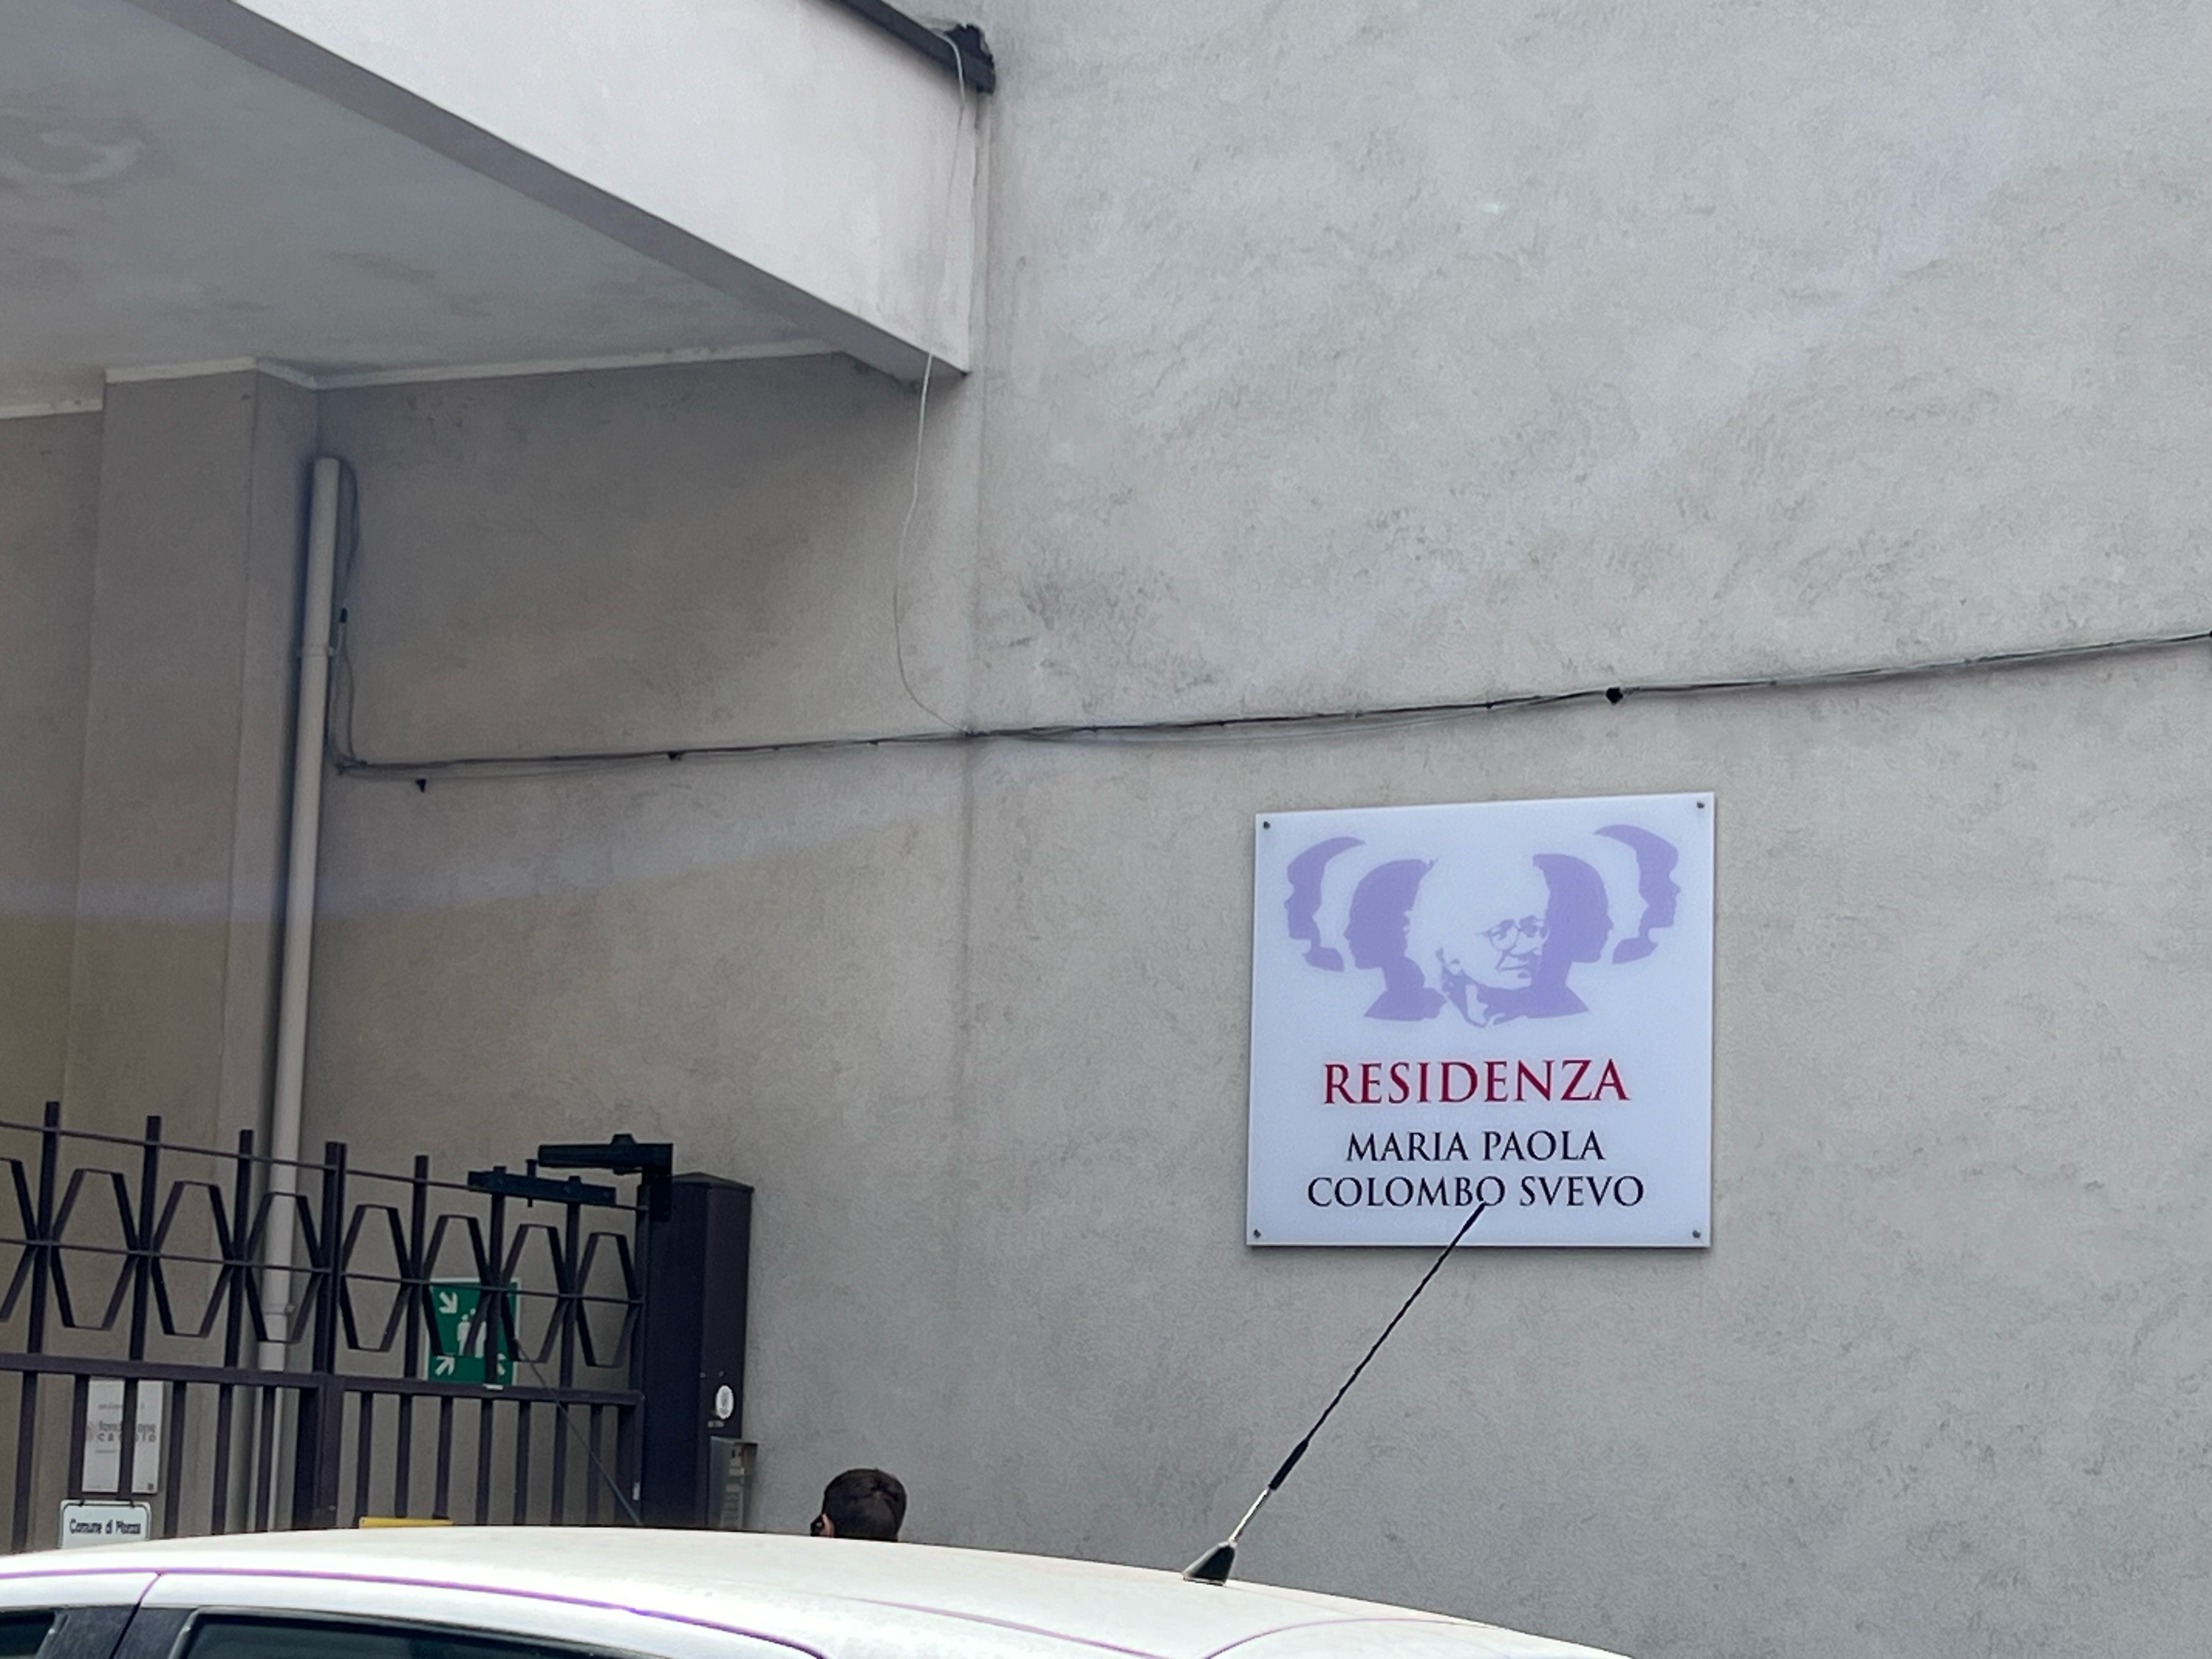 RESIDENZA
MARIA PAOLA
COLOMBO SVEVO
Comune di Monza